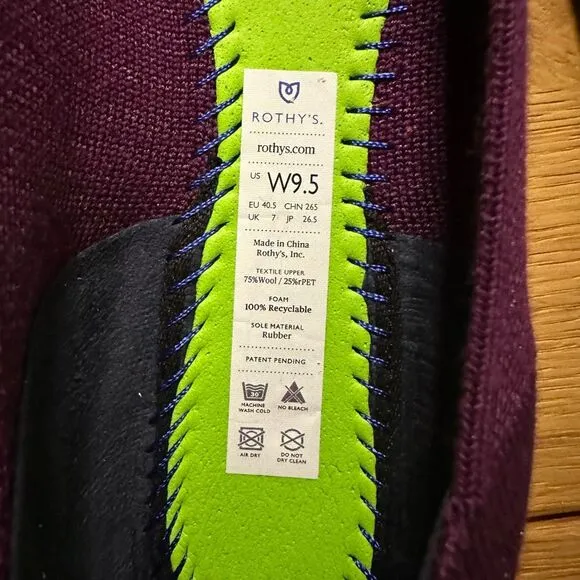 ROTHY'S.
rothys.com
US W9.5
EU 40.5 CHN 265
UK 7 JP 26.5
Made in China
Rothy's, Inc.
TEXTILE UPPER
75%Wool / 25%rPET
FOAM
100% Recyclable
SOLE MATERIAL
Rubber
PATENT PENDING
30
MACHINE WASH COLD
NO BLEACH
AIR DRY
DO NOT DRY CLEAN